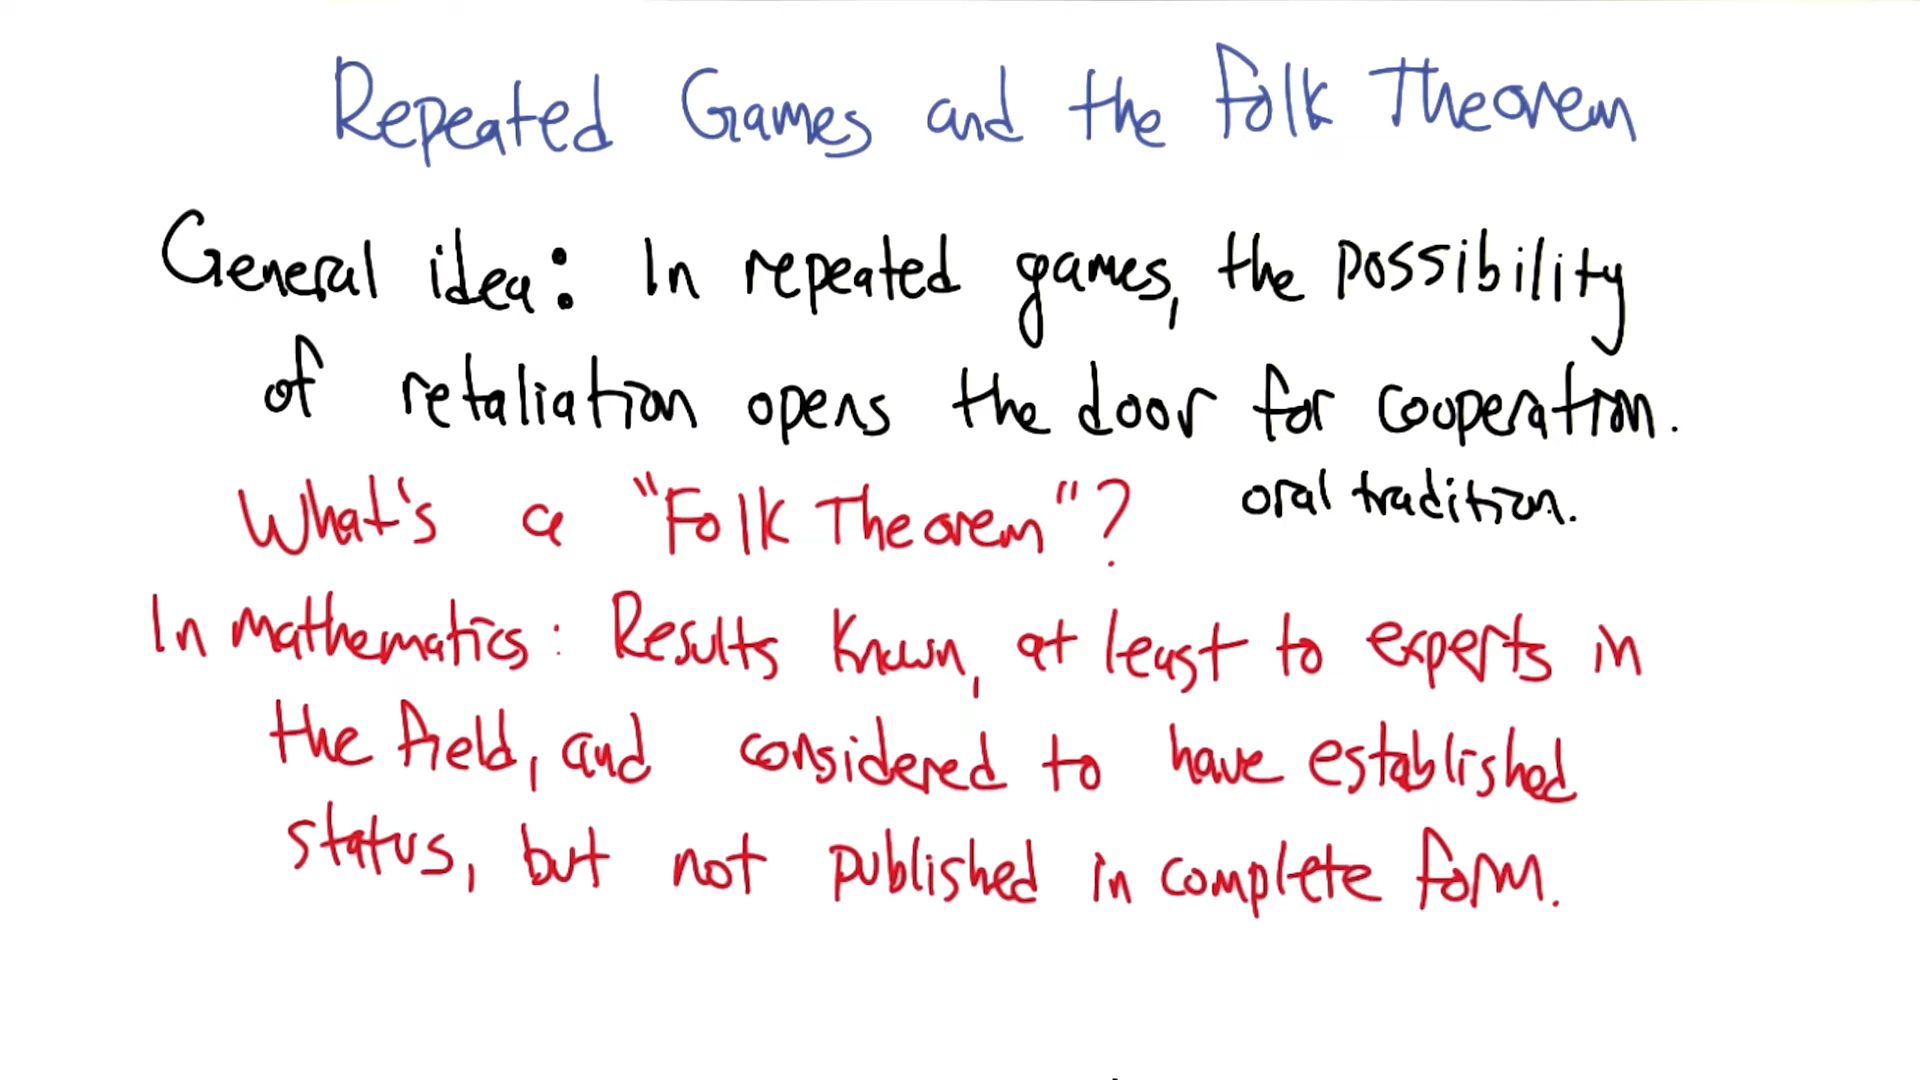 Repeated Games and the Folk Theorem
General idea: In repeated games, the possibility
of retaliation opens the door for cooperation.
What's a "Folk Theorem"? oral tradition.
In mathematics: Results known, at least to experts in
the field, and considered to have established
status, but not published in complete form.